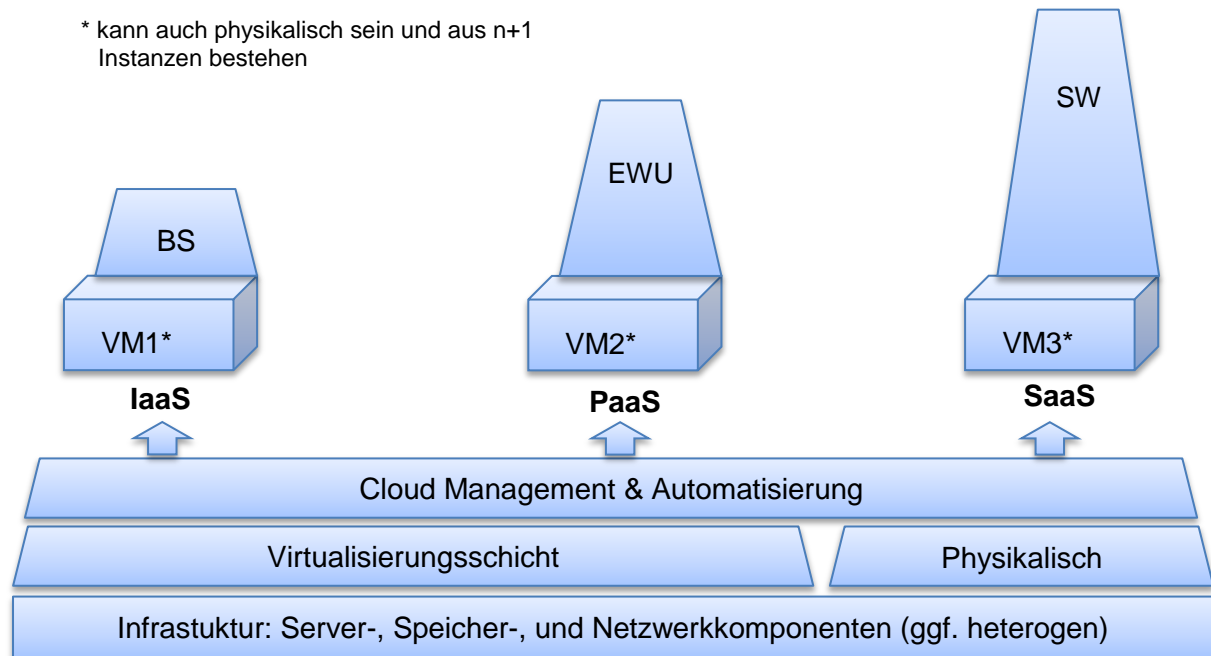 * kann auch physikalisch sein und aus n+1
Instanzen bestehen
SW
EWU
BS
VM1*
VM2*
VM3*
IaaS
PaaS
SaaS
Cloud Management & Automatisierung
Virtualisierungsschicht
Physikalisch
Infrastuktur: Server-, Speicher-, und Netzwerkkomponenten (ggf. heterogen)